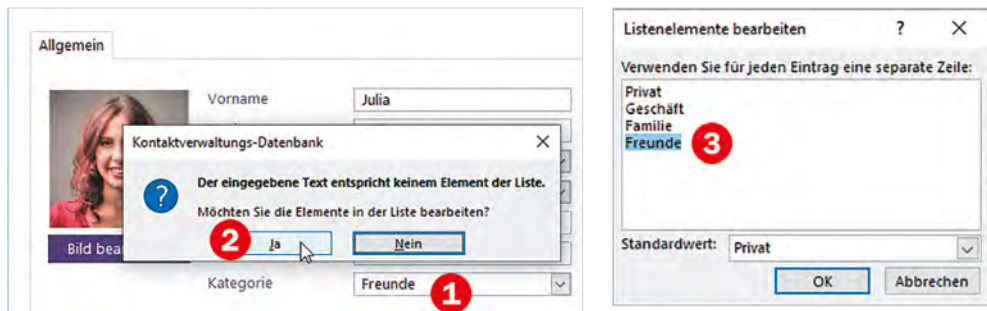 Allgemein
Vorname Julia
Kontaktverwaltungs-Datenbank
Der eingegebene Text entspricht keinem Element der Liste.
Möchten Sie die Elemente in der Liste bearbeiten?
2 Ja Nein
Bild bear
Kategorie Freunde 1
Listenelemente bearbeiten ?
Verwenden Sie für jeden Eintrag eine separate Zeile:
Privat
Geschäft
Familie
Freunde 3
Standardwert: Privat
OK Abbrechen